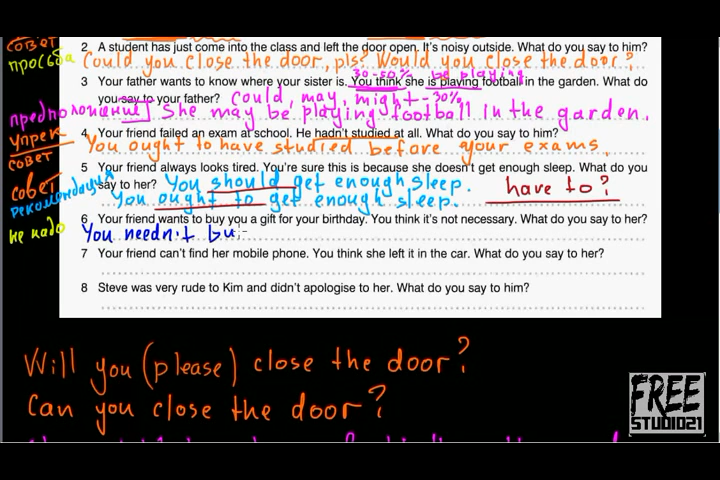 совет
2 A student has just come into the class and left the door open. It's noisy outside. What do you say to him?
просьба Could you close the door, pls? Would you close the door?
30-50% be playing
3 Your father wants to know where your sister is. You think she is playing football in the garden. What do
you say to your father? could, may, might - 30%
предположение She may be playing football in the garden.
упрек 4 Your friend failed an exam at school. He hadn't studied at all. What do you say to him?
You ought to have studied before your exams.
совет
5 Your friend always looks tired. You're sure this is because she doesn't get enough sleep. What do you
совет say to her? You should get enough sleep. have to?
рекомендация You ought to get enough sleep.
6 Your friend wants to buy you a gift for your birthday. You think it's not necessary. What do you say to her?
не надо You needn't bu
7 Your friend can't find her mobile phone. You think she left it in the car. What do you say to her?
8 Steve was very rude to Kim and didn't apologise to her. What do you say to him?
Will you (please) close the door?
Can you close the door?
FREE
STUDIO21